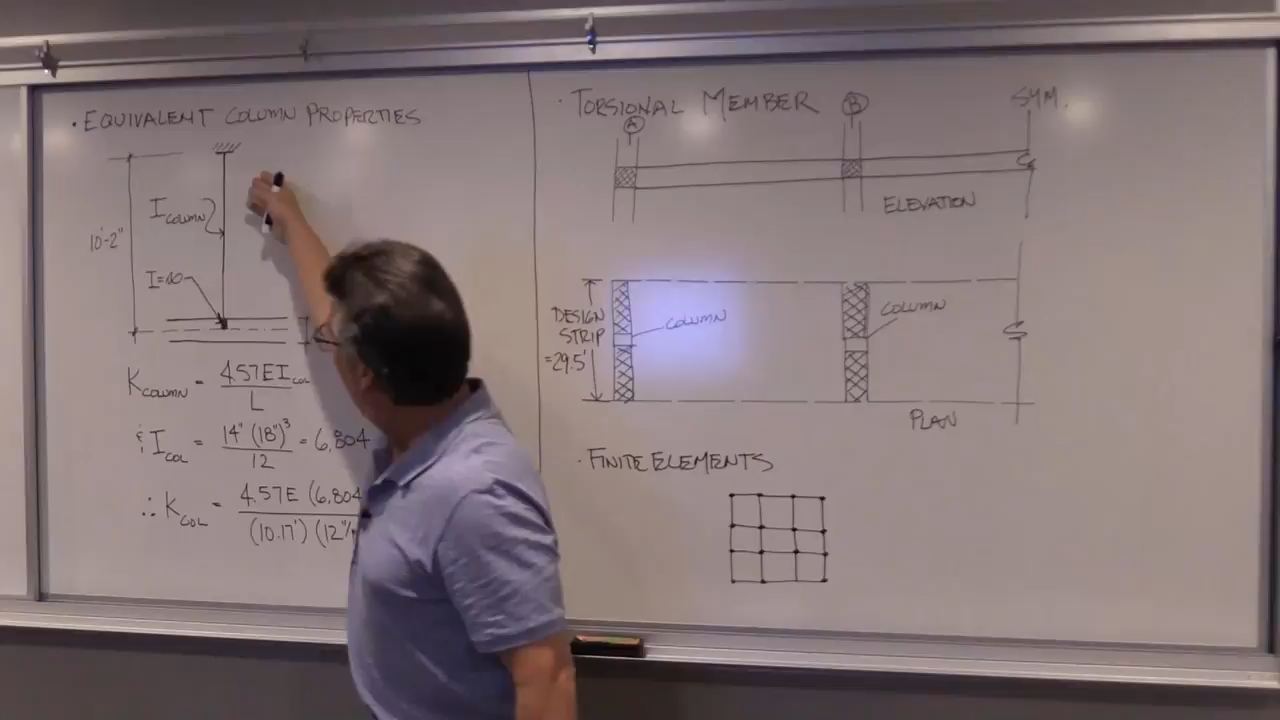 · EQUIVALENT COLUMN PROPERTIES
10'-2"
I COLUMN
I=∞
K COLUMN = 4.57EI COL / L
& I COL = 14" (18")³ / 12 = 6,804
∴ K COL = 4.57E (6,804 / (10.17') (12"/
· TORSIONAL MEMBER
A
B
SYM.
ELEVATION
DESIGN
STRIP
=29.5'
COLUMN
COLUMN
PLAN
· FINITE ELEMENTS